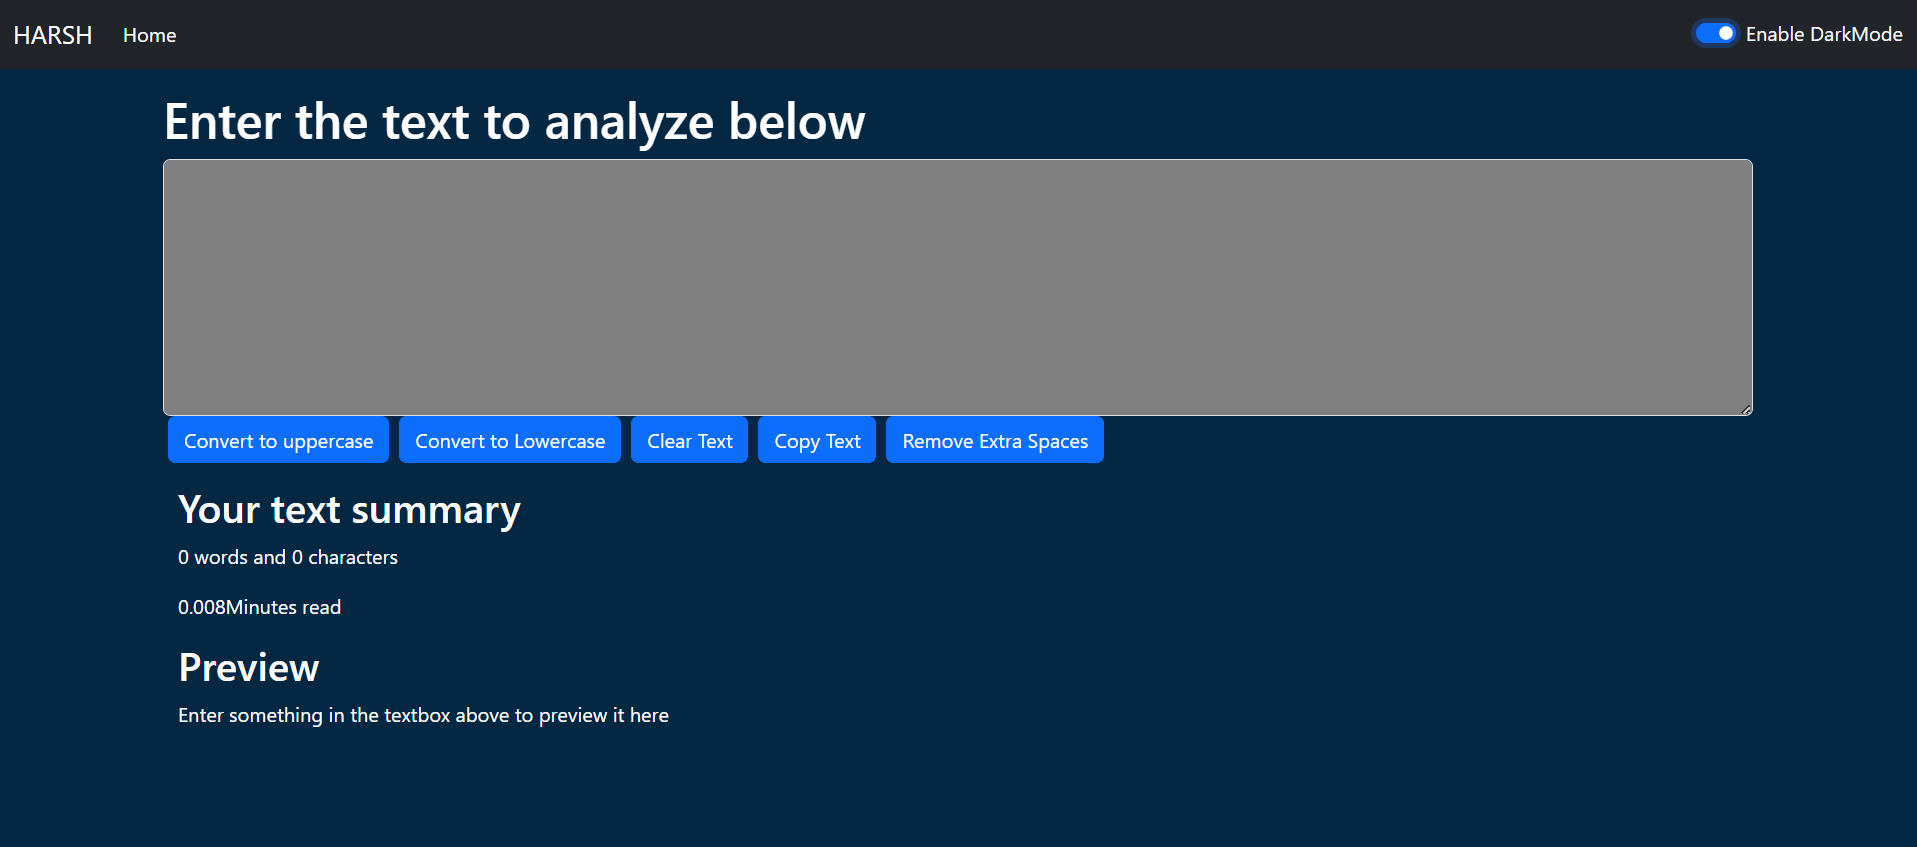 HARSH Home Enable DarkMode
Enter the text to analyze below
Convert to uppercase Convert to Lowercase Clear Text Copy Text Remove Extra Spaces
Your text summary
0 words and 0 characters
0.008Minutes read
Preview
Enter something in the textbox above to preview it here